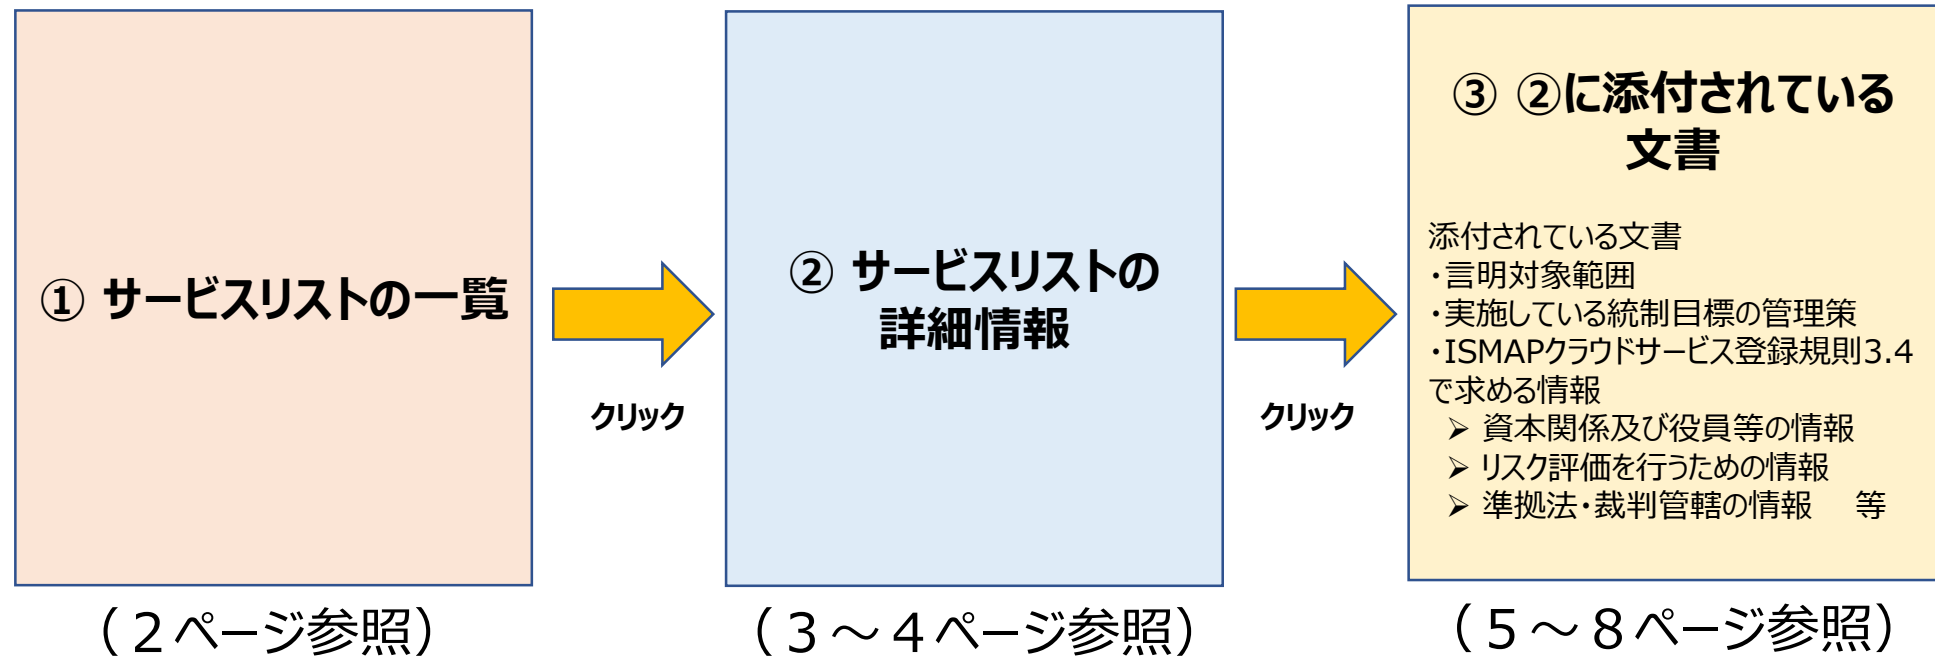 ① サービスリストの一覧
（２ページ参照）
クリック
② サービスリストの
詳細情報
（３～４ページ参照）
クリック
③ ②に添付されている
文書
添付されている文書
・言明対象範囲
・実施している統制目標の管理策
・ISMAPクラウドサービス登録規則3.4
で求める情報
➢ 資本関係及び役員等の情報
➢ リスク評価を行うための情報
➢ 準拠法・裁判管轄の情報　等
（５～８ページ参照）